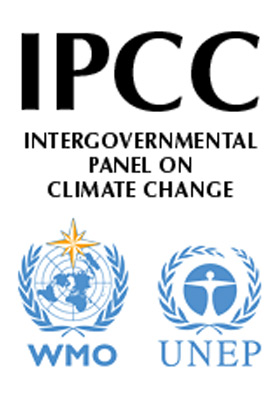 IPCC
INTERGOVERNMENTAL
PANEL ON
CLIMATE CHANGE
WMO UNEP